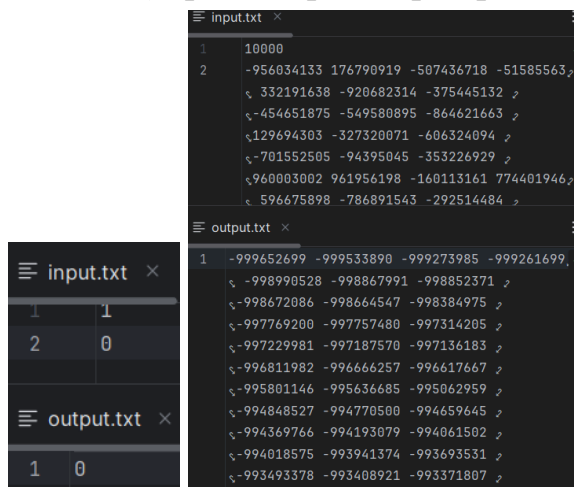 input.txt ×
1 10000
2 -956034133 176790919 -507436718 -51585563
332191638 -920682314 -375445132
-454651875 -549580895 -864621663
129694303 -327320071 -606324094
-701552505 -94395045 -353226929
960003002 961956198 -160113161 774401946
596675898 -786891543 -292514484
output.txt ×
1 -999652699 -999533890 -999273985 -999261699
-998990528 -998867991 -998852371
-998672086 -998664547 -998384975
-997769200 -997757480 -997314205
-997229981 -997187570 -997136183
-996811982 -996666257 -996617667
-995801146 -995636685 -995062959
-994848527 -994770500 -994659645
-994369766 -994193079 -994061502
-994018575 -993941374 -993693531
-993493378 -993408921 -993371807
input.txt ×
1 1
2 0
output.txt ×
1 0